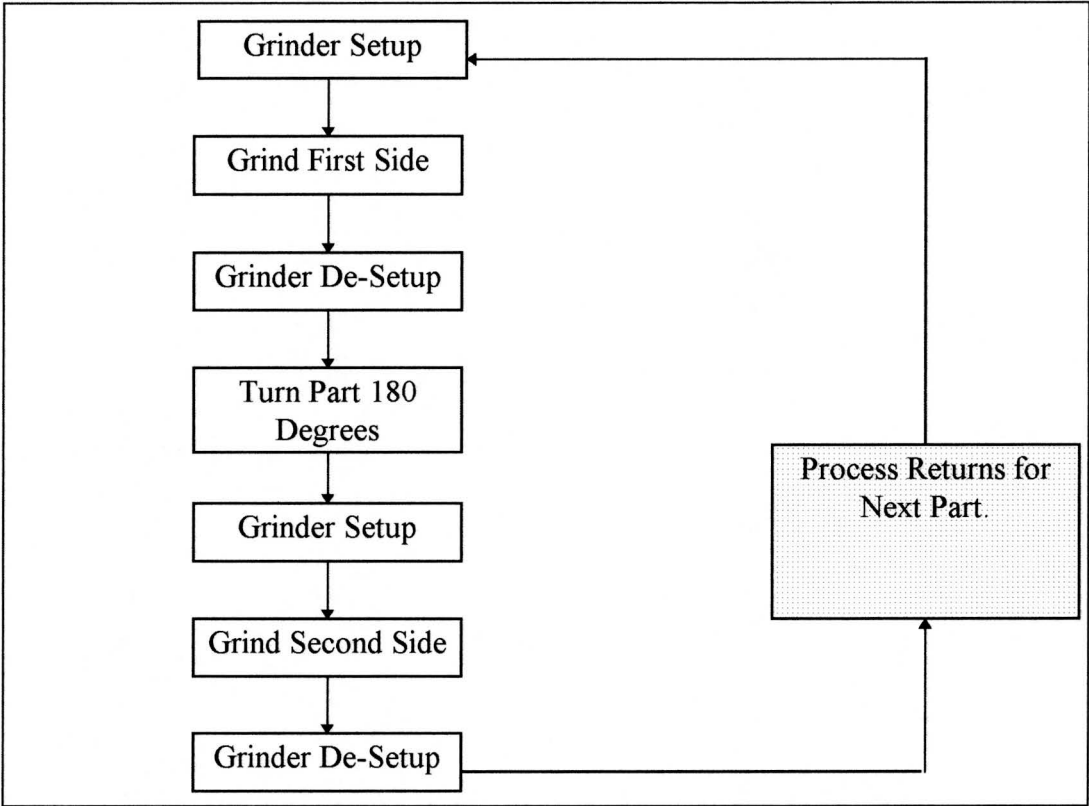 Grinder Setup
Grind First Side
Grinder De-Setup
Turn Part 180
Degrees
Grinder Setup
Grind Second Side
Grinder De-Setup
Process Returns for
Next Part.